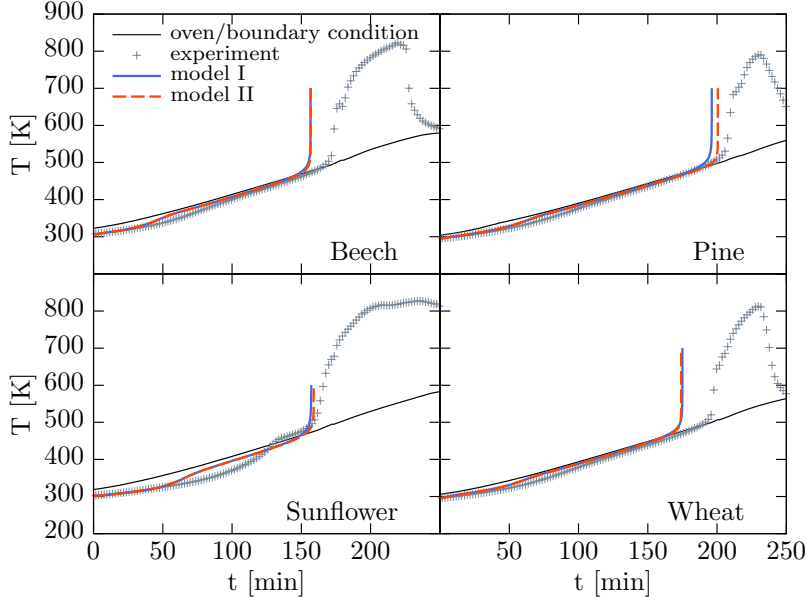 900
800
700
600
500
400
300
T [K]
oven/boundary condition
experiment
model I
model II
Beech
Pine
800
700
600
500
400
300
200
T [K]
Sunflower
Wheat
0 50 100 150 200 50 100 150 200 250
t [min] t [min]